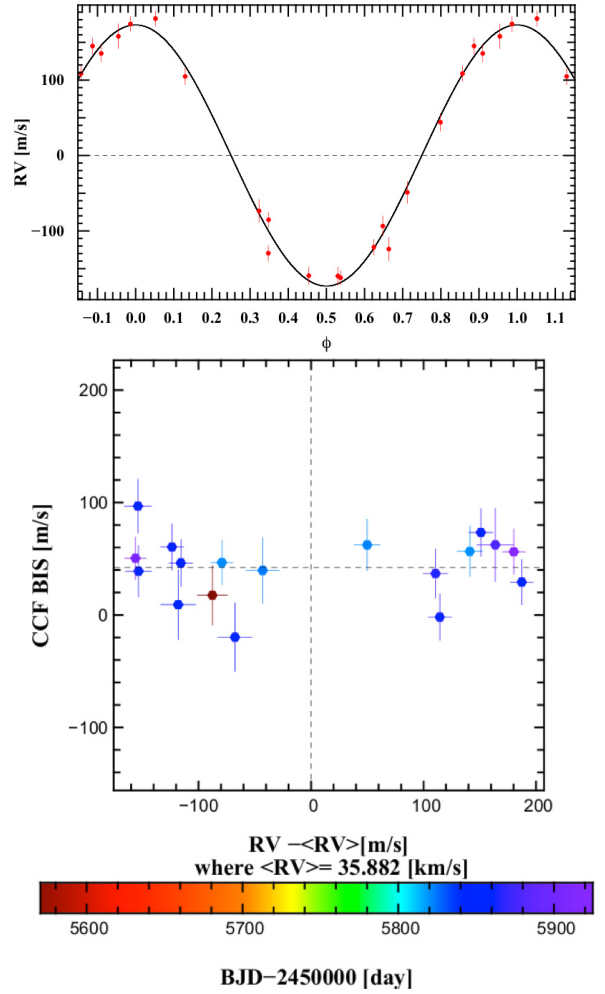 100
0
−100
RV [m/s]
−0.1 0.0 0.1 0.2 0.3 0.4 0.5 0.6 0.7 0.8 0.9 1.0 1.1
ϕ
200
100
0
−100
CCF BIS [m/s]
−100 0 100 200
RV −<RV>[m/s]
where <RV>= 35.882 [km/s]
5600 5700 5800 5900
BJD−2450000 [day]